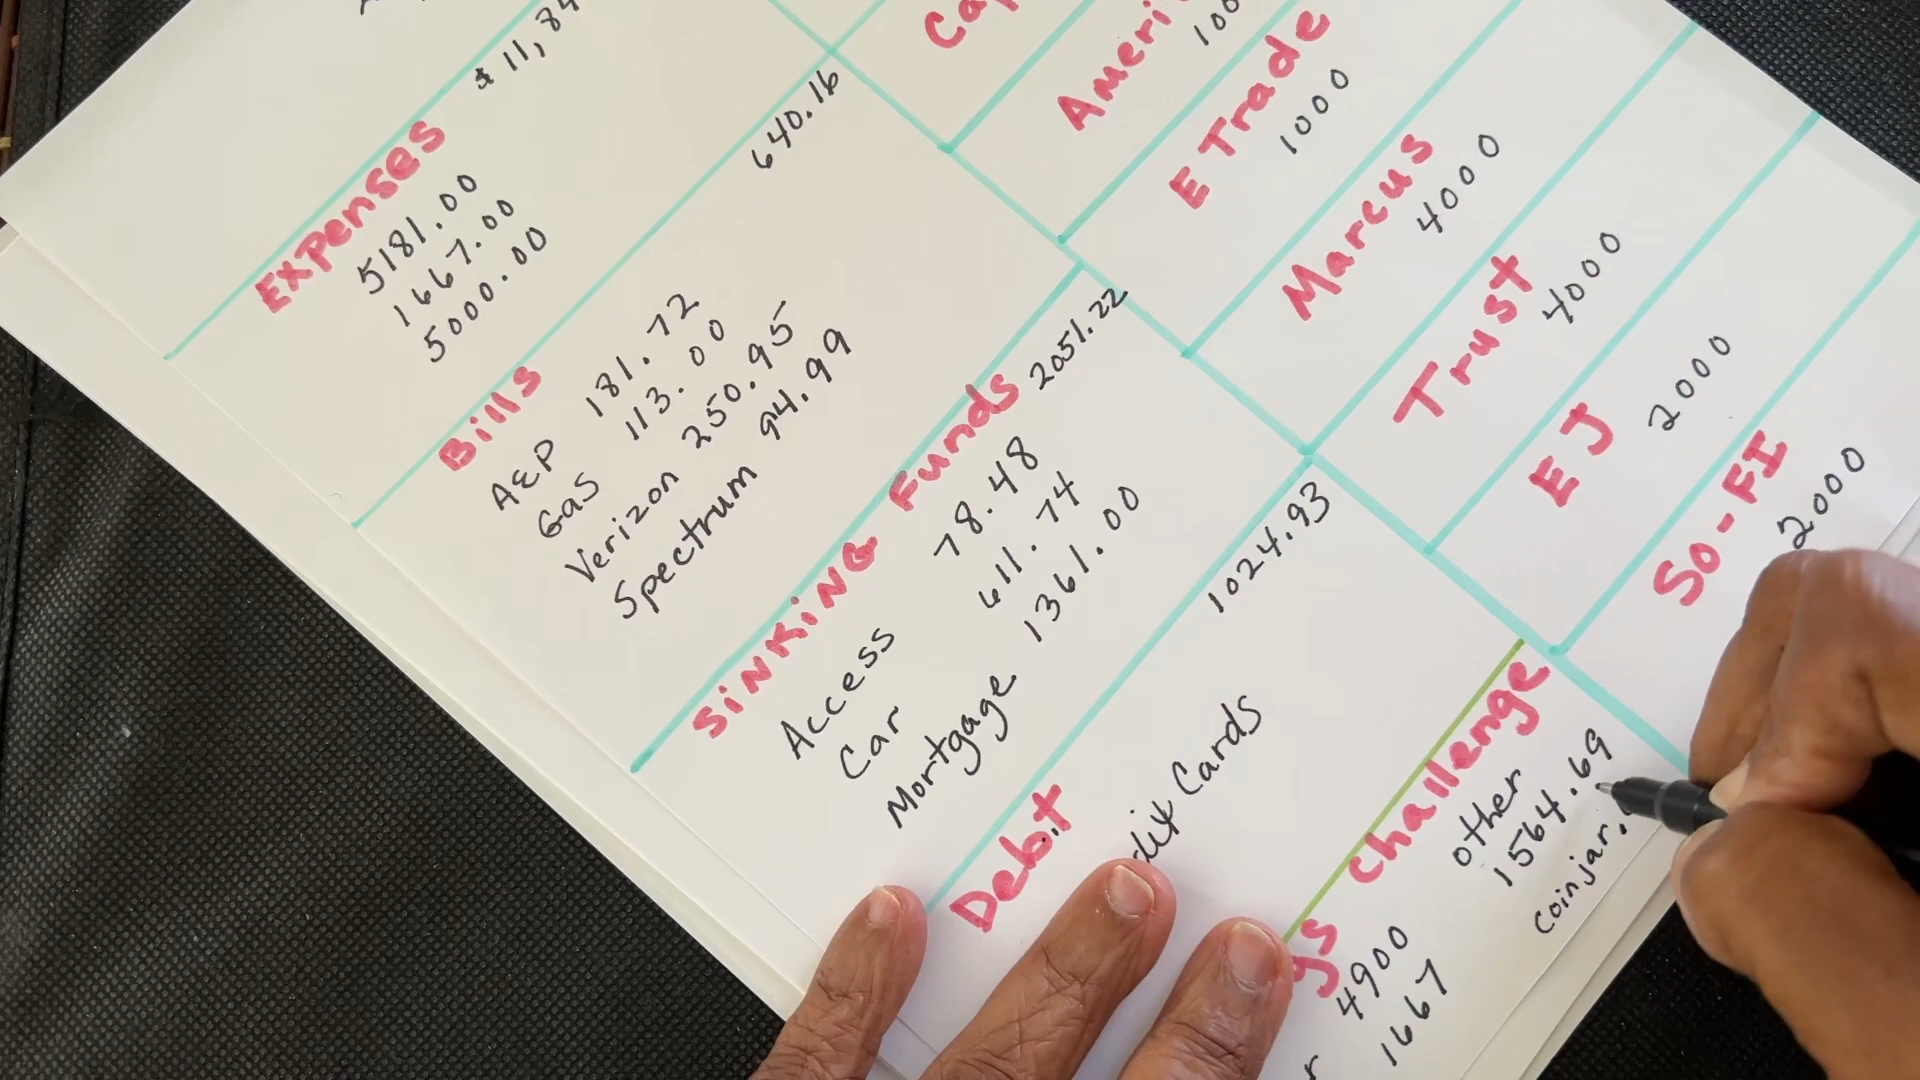 Expenses
5181.00
1667.00
5000.00
Bills 640.16
AEP 181.72
Gas 113.00
Verizon 250.95
Spectrum 94.99
SiNKiNG Funds 2051.22
Access 78.48
Car 611.74
Mortgage 1361.00
Debt 1024.93
Cards
Challenge
4900
1667
other
1564.69
coinjar
E Trade
1000
Marcus
4000
Trust
4000
EJ
2000
SO-FI
2000